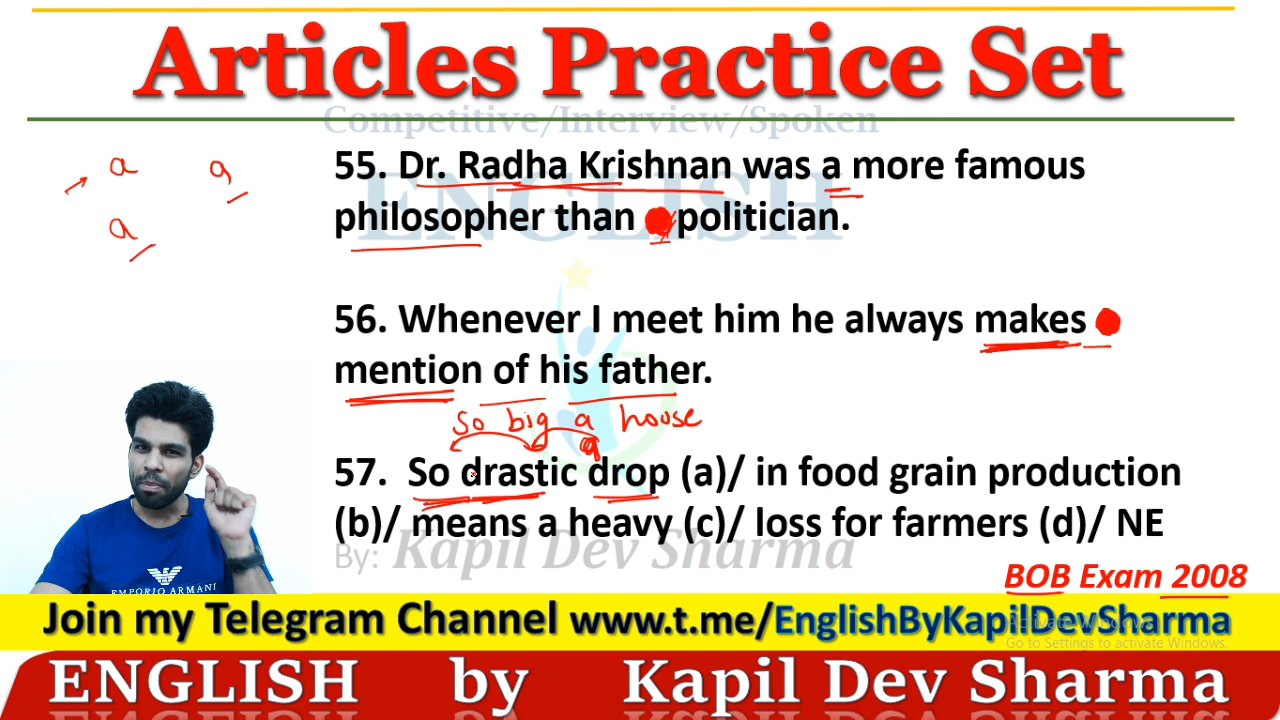 Articles Practice Set
Competitive/Interview/Spoken
ENGLISH
a a
a
55. Dr. Radha Krishnan was a more famous
philosopher than politician.
56. Whenever I meet him he always makes
mention of his father.
so big a house
a
57. So drastic drop (a)/ in food grain production
(b)/ means a heavy (c)/ loss for farmers (d)/ NE
By: Kapil Dev Sharma
EMPORIO ARMANI
BOB Exam 2008
Join my Telegram Channel www.t.me/EnglishByKapilDevSharma
Activate Windows
Go to Settings to activate Windows.
ENGLISH by Kapil Dev Sharma